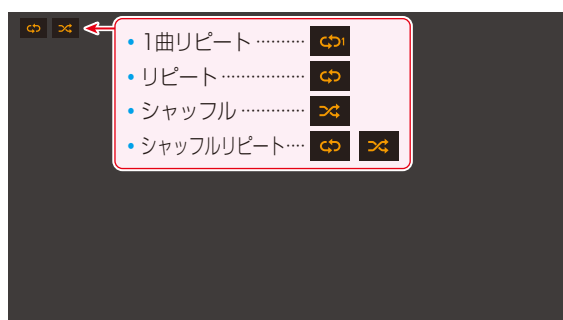 • 1曲リピート ………… 1
• リピート ………………
• シャッフル ……………
• シャッフルリピート……